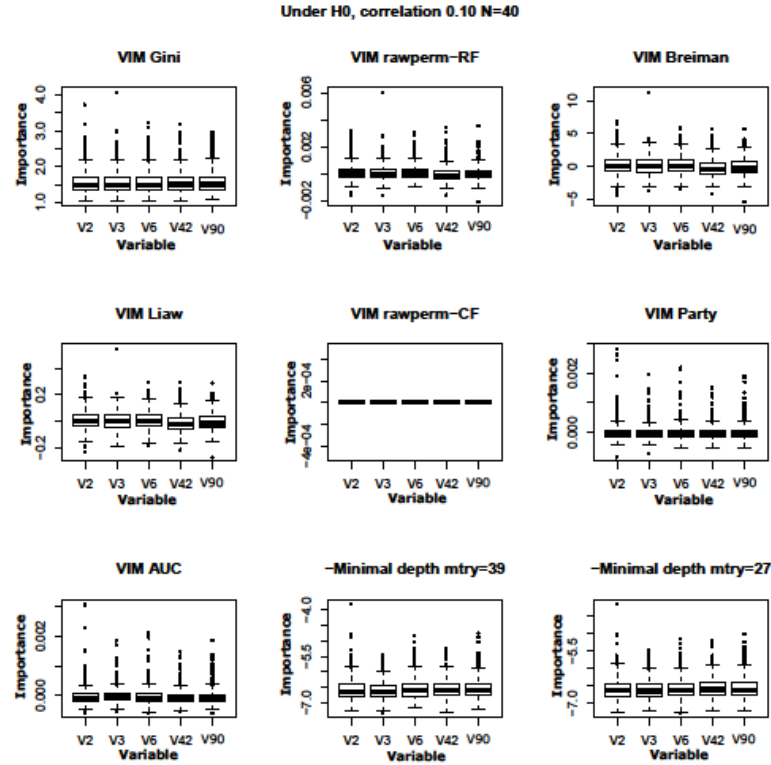 Under H0, correlation 0.10 N=40
VIM Gini
VIM rawperm−RF
VIM Breiman
Importance
1.0 2.0 3.0 4.0
V2 V3 V6 V42 V90
Variable
Importance
−0.002 0.002 0.006
V2 V3 V6 V42 V90
Variable
Importance
−5 0 5 10
V2 V3 V6 V42 V90
Variable
VIM Liaw
VIM rawperm−CF
VIM Party
Importance
−0.2 0.2
V2 V3 V6 V42 V90
Variable
Importance
−4e−04 2e−04
V2 V3 V6 V42 V90
Variable
Importance
0.000 0.002
V2 V3 V6 V42 V90
Variable
VIM AUC
−Minimal depth mtry=39
−Minimal depth mtry=27
Importance
0.000 0.002
V2 V3 V6 V42 V90
Variable
Importance
−7.0 −5.5 −4.0
V2 V3 V6 V42 V90
Variable
Importance
−7.0 −5.5
V2 V3 V6 V42 V90
Variable